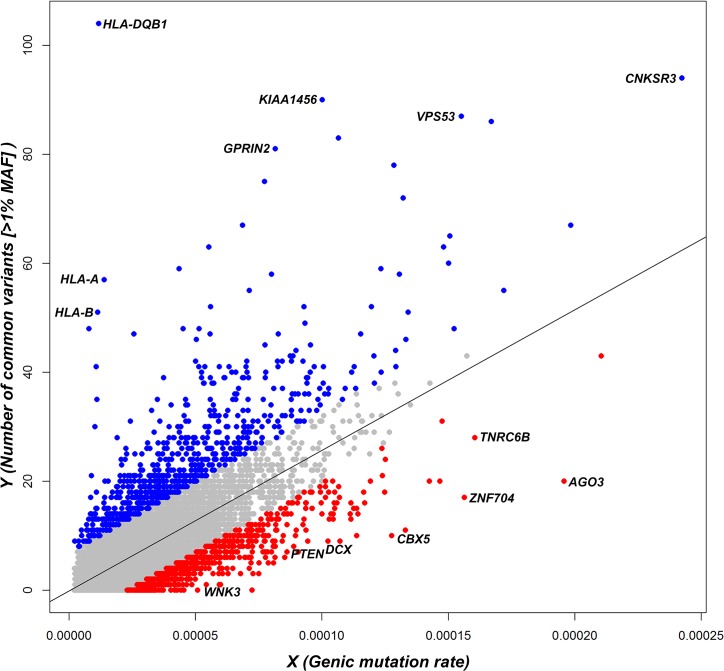 HLA-DQB1
CNKSR3
KIAA1456
VPS53
GPRIN2
HLA-A
HLA-B
TNRC6B
AGO3
ZNF704
CBX5
DCX
PTEN
WNK3
Y (Number of common variants [>1% MAF] )
100
80
60
40
20
0
0.00000 0.00005 0.00010 0.00015 0.00020 0.00025
X (Genic mutation rate)